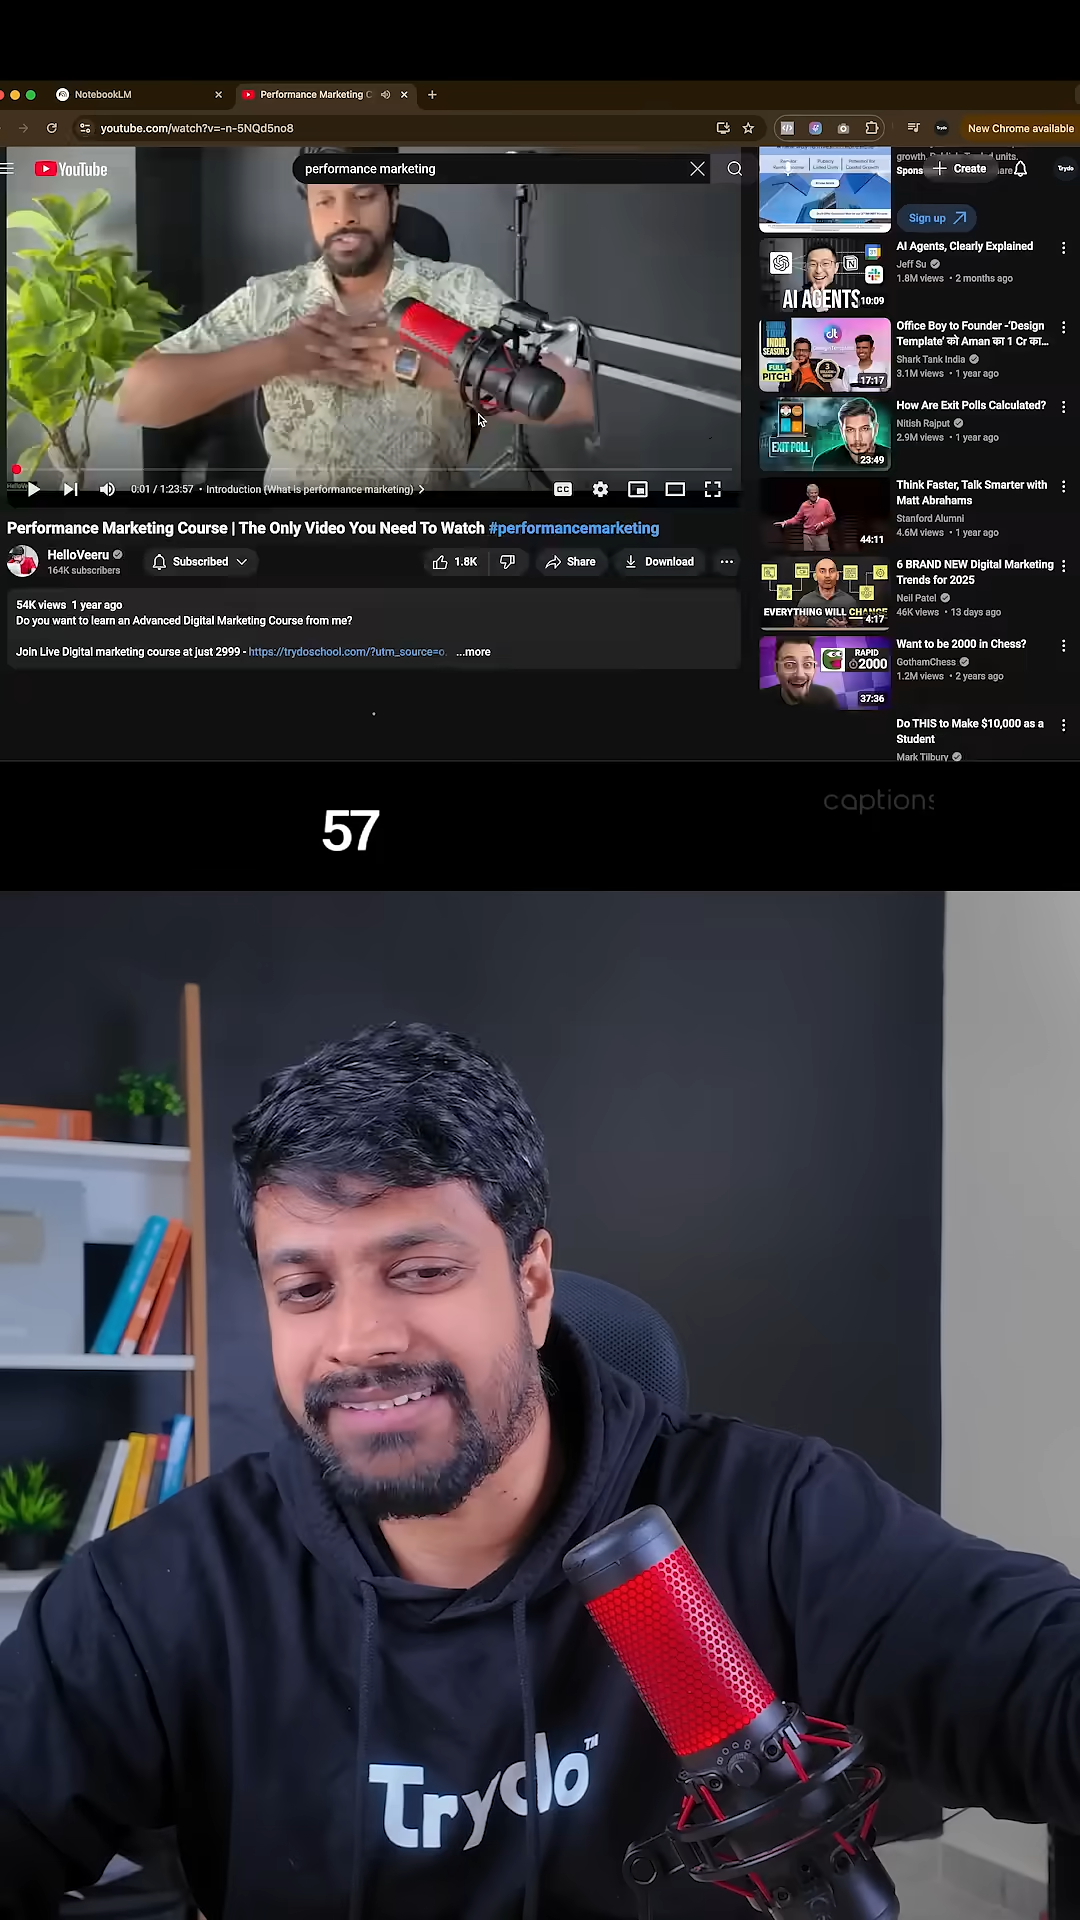 NotebookLM
Performance Marketing C
youtube.com/watch?v=-n-5NQd5no8
New Chrome available
YouTube
performance marketing
Create
Trydo
growth.
units.
Spons
Sign up
0:01 / 1:23:57 • Introduction (What is performance marketing)
CC
Performance Marketing Course | The Only Video You Need To Watch #performancemarketing
HelloVeeru
164K subscribers
Subscribed
1.8K
Share
Download
54K views 1 year ago
Do you want to learn an Advanced Digital Marketing Course from me?
Join Live Digital marketing course at just 2999 - https://trydoschool.com/?utm_source=o. ...more
AI AGENTS
10:09
AI Agents, Clearly Explained
Jeff Su
1.8M views • 2 months ago
INDIA
SEASON 3
FULL
PITCH
17:17
Office Boy to Founder -'Design
Template' को Aman का 1 Cr का...
Shark Tank India
3.1M views • 1 year ago
EXIT POLL
23:49
How Are Exit Polls Calculated?
Nitish Rajput
2.9M views • 1 year ago
44:11
Think Faster, Talk Smarter with
Matt Abrahams
Stanford Alumni
4.6M views • 1 year ago
EVERYTHING WILL CHANGE
4:17
6 BRAND NEW Digital Marketing
Trends for 2025
Neil Patel
46K views • 13 days ago
RAPID
2000
37:36
Want to be 2000 in Chess?
GothamChess
1.2M views • 2 years ago
Do THIS to Make $10,000 as a
Student
Mark Tilbury
captions
57
Trydo™